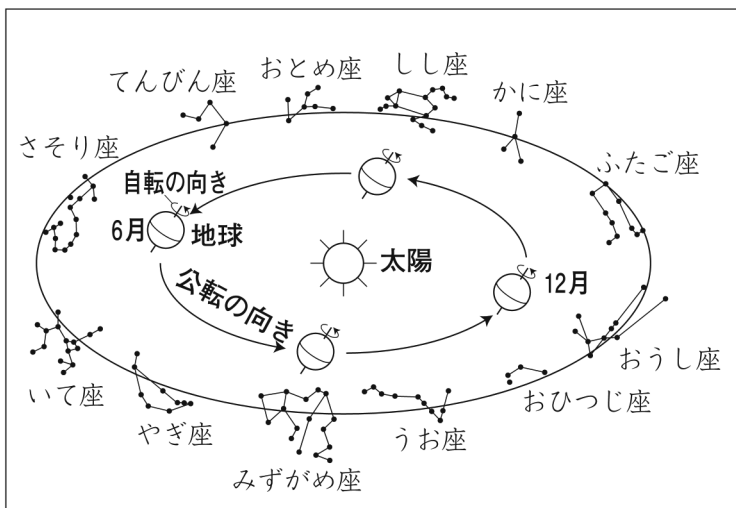 てんびん座
おとめ座
しし座
かに座
さそり座
ふたご座
自転の向き
6月
地球
太陽
12月
公転の向き
いて座
やぎ座
みずがめ座
うお座
おひつじ座
おうし座